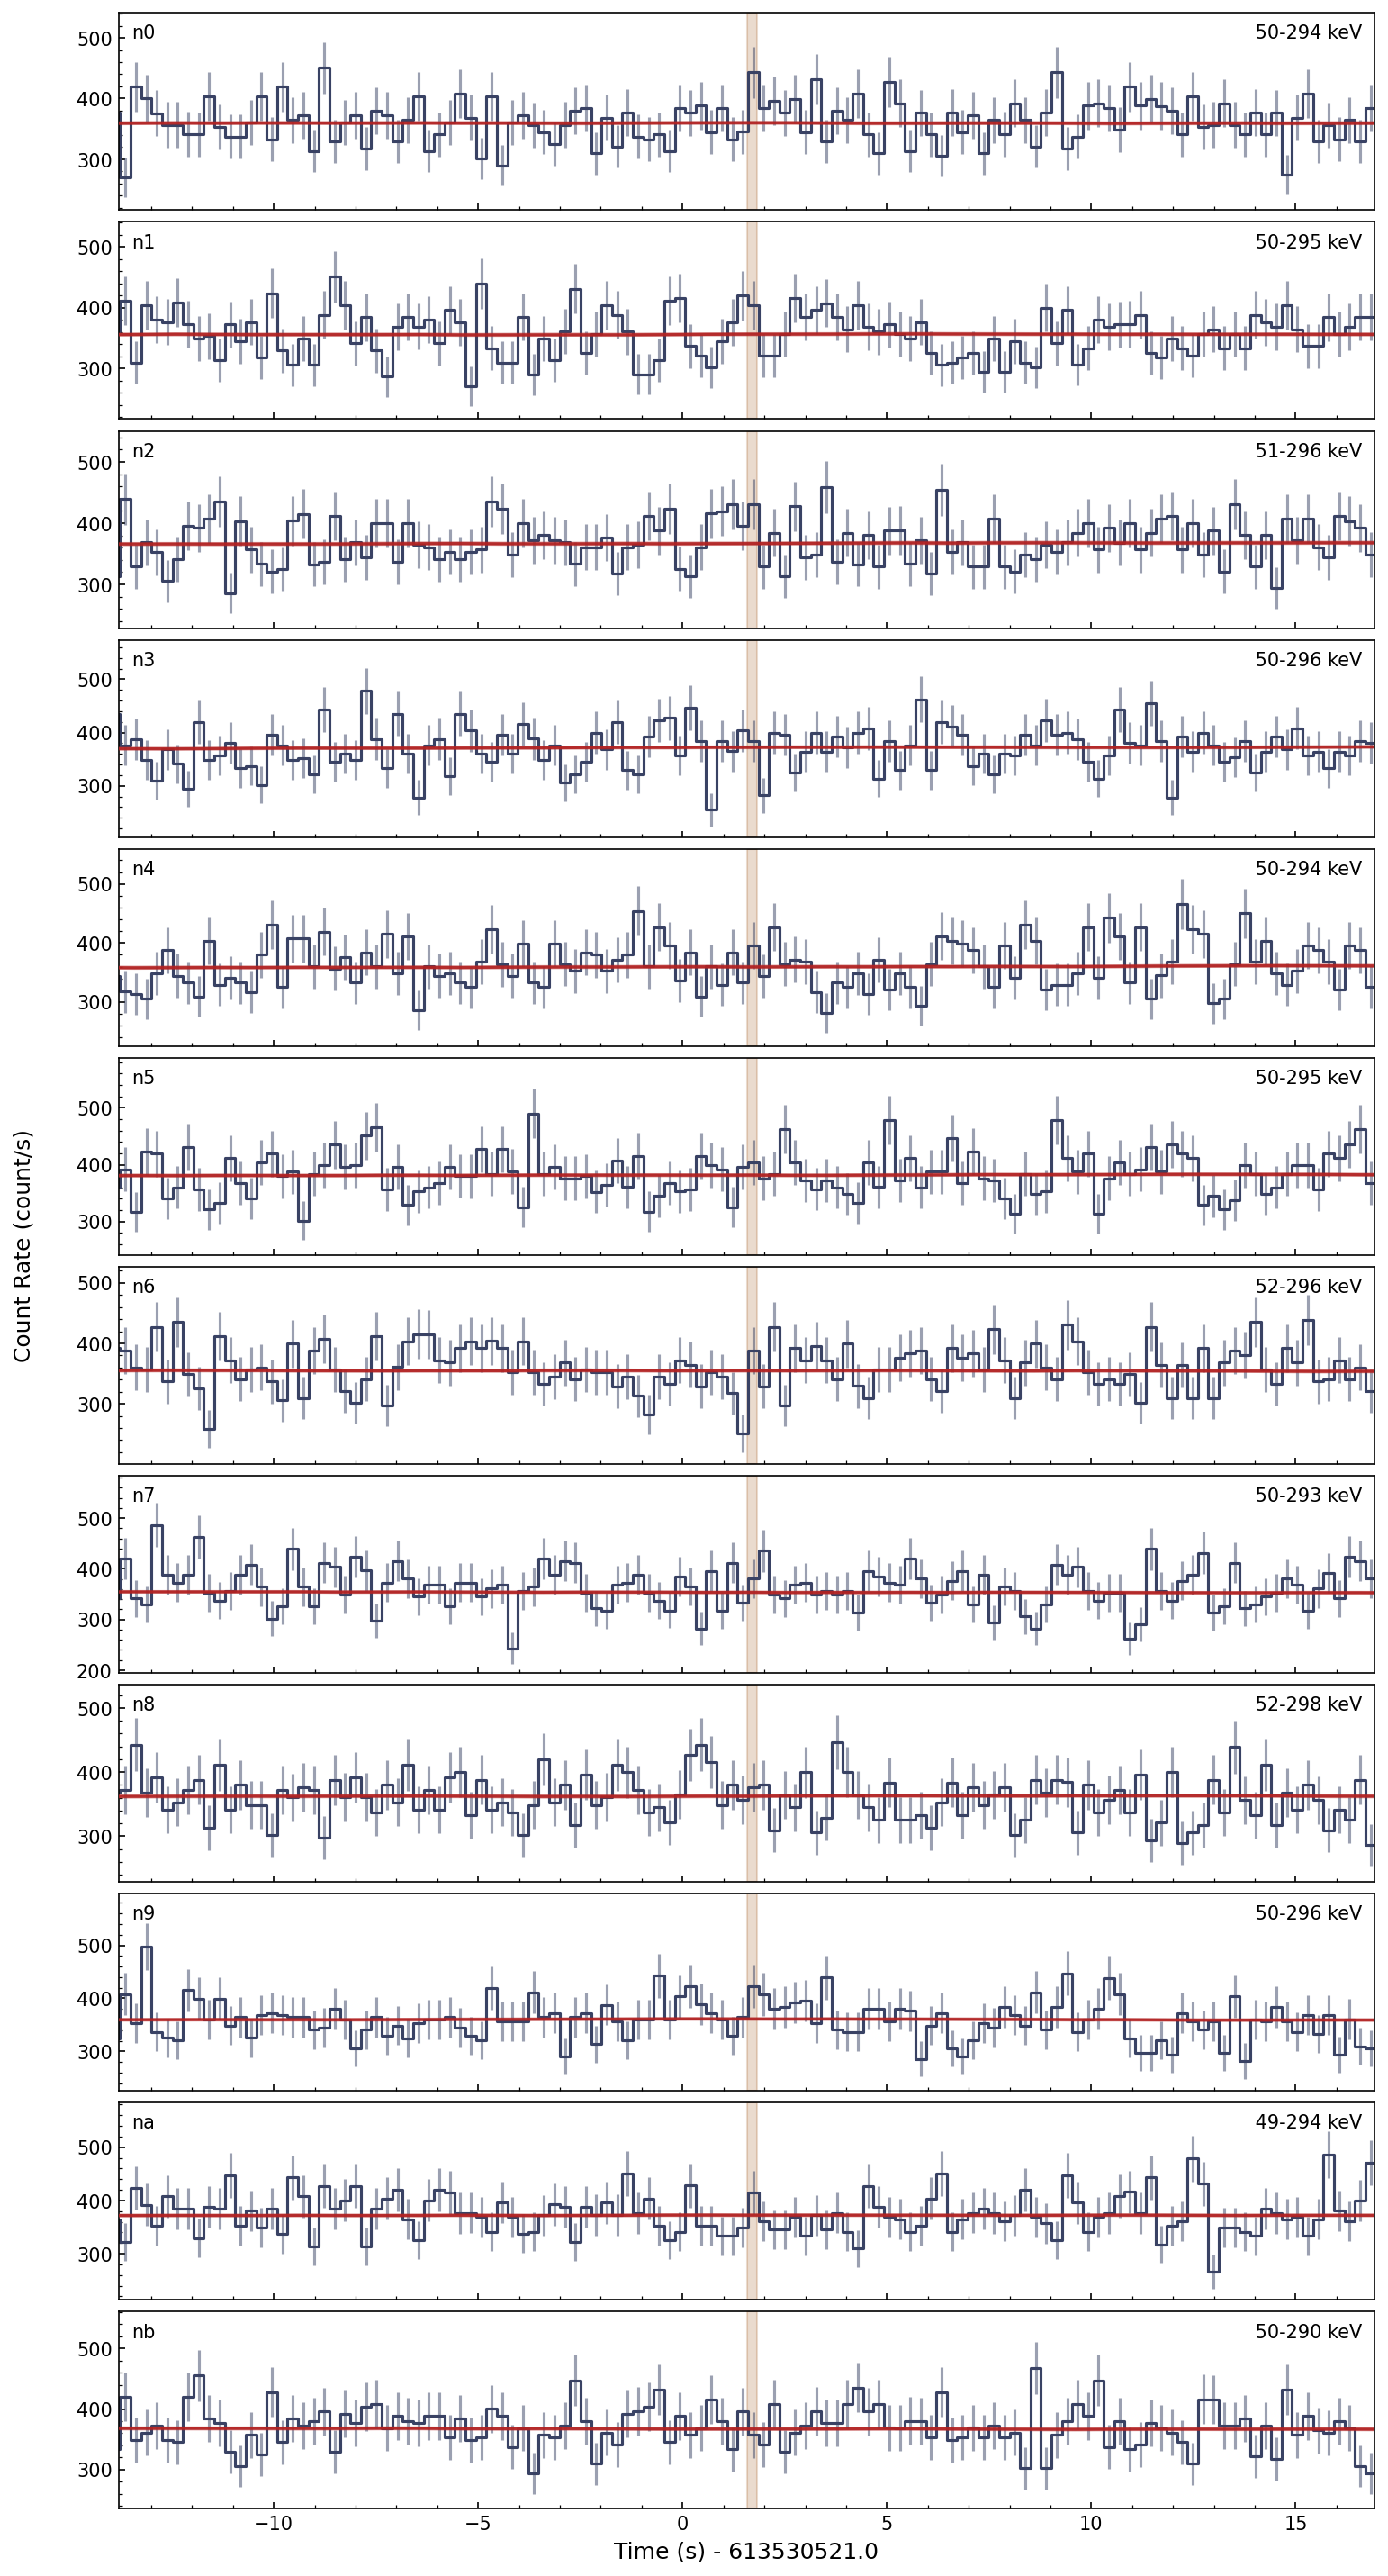 n0 50-294 keV
500
400
300
n1 50-295 keV
500
400
300
n2 51-296 keV
500
400
300
n3 50-296 keV
500
400
300
n4 50-294 keV
500
400
300
n5 50-295 keV
500
400
300
n6 52-296 keV
500
400
300
n7 50-293 keV
500
400
300
200
n8 52-298 keV
500
400
300
n9 50-296 keV
500
400
300
na 49-294 keV
500
400
300
nb 50-290 keV
500
400
300
Count Rate (count/s)
−10 −5 0 5 10 15
Time (s) - 613530521.0